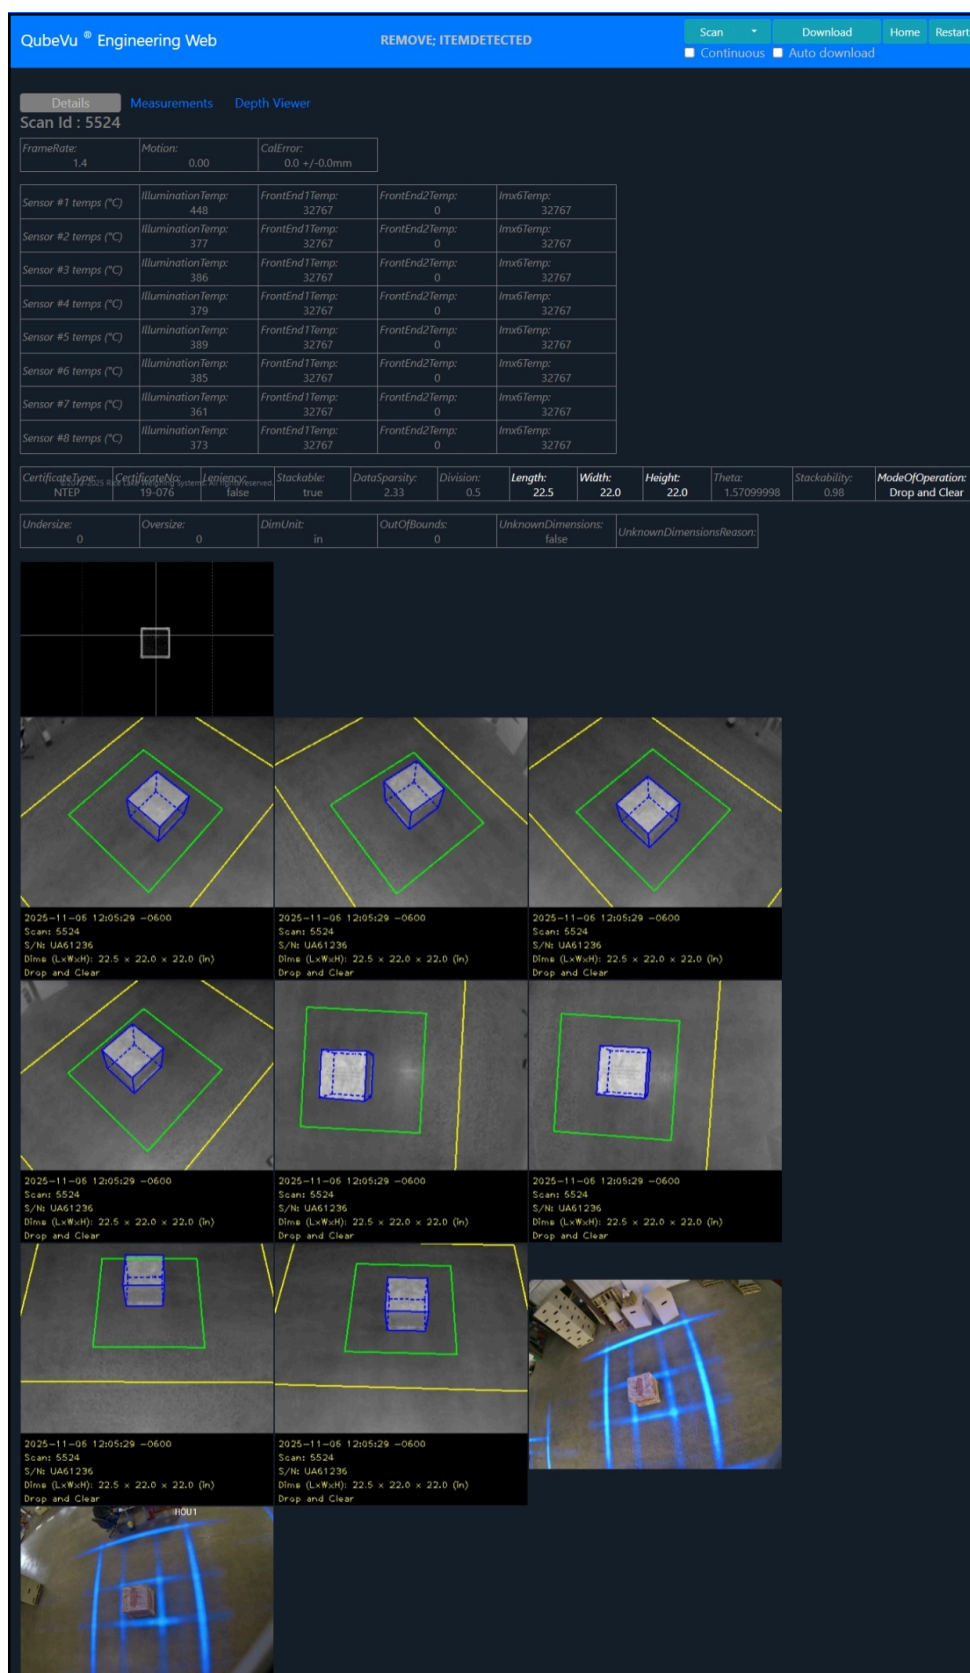 QubeVu ® Engineering Web
REMOVE; ITEMDETECTED
Scan Download Home Restart
Continuous Auto download
Details Measurements Depth Viewer
Scan Id : 5524
FrameRate: Motion: CalError:
1.4 0.00 0.0 +/-0.0mm
Sensor #1 temps (°C) IlluminationTemp: FrontEnd1Temp: FrontEnd2Temp: Imx6Temp:
448 32767 0 32767
Sensor #2 temps (°C) IlluminationTemp: FrontEnd1Temp: FrontEnd2Temp: Imx6Temp:
377 32767 0 32767
Sensor #3 temps (°C) IlluminationTemp: FrontEnd1Temp: FrontEnd2Temp: Imx6Temp:
386 32767 0 32767
Sensor #4 temps (°C) IlluminationTemp: FrontEnd1Temp: FrontEnd2Temp: Imx6Temp:
379 32767 0 32767
Sensor #5 temps (°C) IlluminationTemp: FrontEnd1Temp: FrontEnd2Temp: Imx6Temp:
389 32767 0 32767
Sensor #6 temps (°C) IlluminationTemp: FrontEnd1Temp: FrontEnd2Temp: Imx6Temp:
385 32767 0 32767
Sensor #7 temps (°C) IlluminationTemp: FrontEnd1Temp: FrontEnd2Temp: Imx6Temp:
361 32767 0 32767
Sensor #8 temps (°C) IlluminationTemp: FrontEnd1Temp: FrontEnd2Temp: Imx6Temp:
373 32767 0 32767
CertificateType: CertificateNo: Leniency: Stackable: DataSparsity: Division: Length: Width: Height: Theta: Stackability: ModeOfOperation:
2025 Rice Lake Weighing Systems. All rights reserved.
NTEP 19-076 false true 2.33 0.5 22.5 22.0 22.0 1.57099998 0.98 Drop and Clear
Undersize: Oversize: DimUnit: OutOfBounds: UnknownDimensions: UnknownDimensionsReason:
0 0 in 0 false
2025-11-06 12:05:29 -0600
Scan: 5524
S/N: UA61236
Dims (LxWxH): 22.5 x 22.0 x 22.0 (in)
Drop and Clear
2025-11-06 12:05:29 -0600
Scan: 5524
S/N: UA61236
Dims (LxWxH): 22.5 x 22.0 x 22.0 (in)
Drop and Clear
2025-11-06 12:05:29 -0600
Scan: 5524
S/N: UA61236
Dims (LxWxH): 22.5 x 22.0 x 22.0 (in)
Drop and Clear
2025-11-06 12:05:29 -0600
Scan: 5524
S/N: UA61236
Dims (LxWxH): 22.5 x 22.0 x 22.0 (in)
Drop and Clear
2025-11-06 12:05:29 -0600
Scan: 5524
S/N: UA61236
Dims (LxWxH): 22.5 x 22.0 x 22.0 (in)
Drop and Clear
2025-11-06 12:05:29 -0600
Scan: 5524
S/N: UA61236
Dims (LxWxH): 22.5 x 22.0 x 22.0 (in)
Drop and Clear
2025-11-06 12:05:29 -0600
Scan: 5524
S/N: UA61236
Dims (LxWxH): 22.5 x 22.0 x 22.0 (in)
Drop and Clear
2025-11-06 12:05:29 -0600
Scan: 5524
S/N: UA61236
Dims (LxWxH): 22.5 x 22.0 x 22.0 (in)
Drop and Clear
HOU1